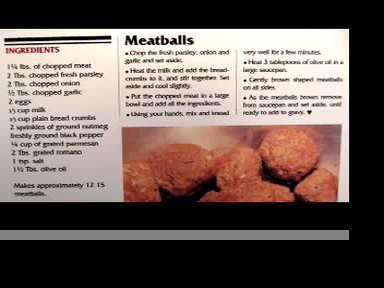 Meatballs
INGREDIENTS
1¼ lbs. of chopped meat
2 Tbs. chopped fresh parsley
2 Tbs. chopped onion
½ Tbs. chopped garlic
2 eggs
⅓ cup milk
⅓ cup plain bread crumbs
2 sprinkles of ground nutmeg
freshly ground black pepper
¼ cup of grated parmesan
2 Tbs. grated romano
1 tsp. salt
1½ Tbs. olive oil
Makes approximately 12 15
meatballs.
• Chop the fresh parsley, onion and
garlic and set aside.
• Heat the milk and add the bread-
crumbs to it, and stir together. Set
aside and cool slightly.
• Put the chopped meat in a large
bowl and add all the ingredients.
• Using your hands, mix and knead
very well for a few minutes.
• Heat 3 tablespoons of olive oil in a
large saucepan.
• Gently brown shaped meatballs
on all sides.
• As the meatballs brown remove
from saucepan and set aside, until
ready to add to gravy. ♥